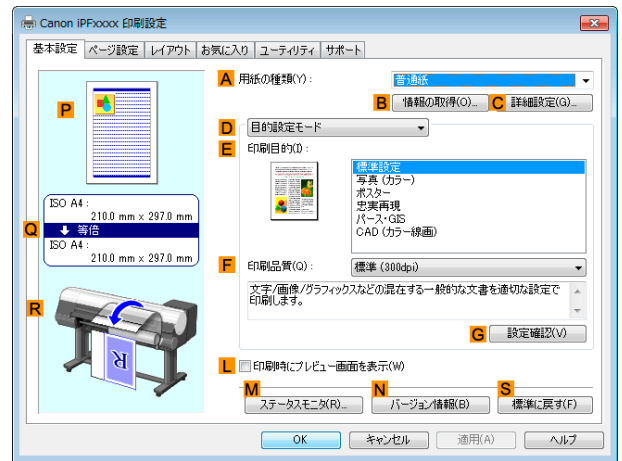 Canon iPFxxxx 印刷設定
基本設定 ページ設定 レイアウト お気に入り ユーティリティ サポート
A 用紙の種類(Y): 普通紙
B 情報の取得(O)... C 詳細設定(G)...
P
D 目的設定モード
E 印刷目的(I):
標準設定
写真 (カラー)
ポスター
忠実再現
パース・GIS
CAD (カラー線画)
ISO A4 :
210.0 mm x 297.0 mm
Q 等倍
ISO A4 :
210.0 mm x 297.0 mm
F 印刷品質(Q): 標準 (300dpi)
文字/画像/グラフィックスなどの混在する一般的な文書を適切な設定で
印刷します。
R
R
G 設定確認(V)
L 印刷時にプレビュー画面を表示(W)
M ステータスモニタ(R)... N バージョン情報(B) S 標準に戻す(F)
OK キャンセル 適用(A) ヘルプ